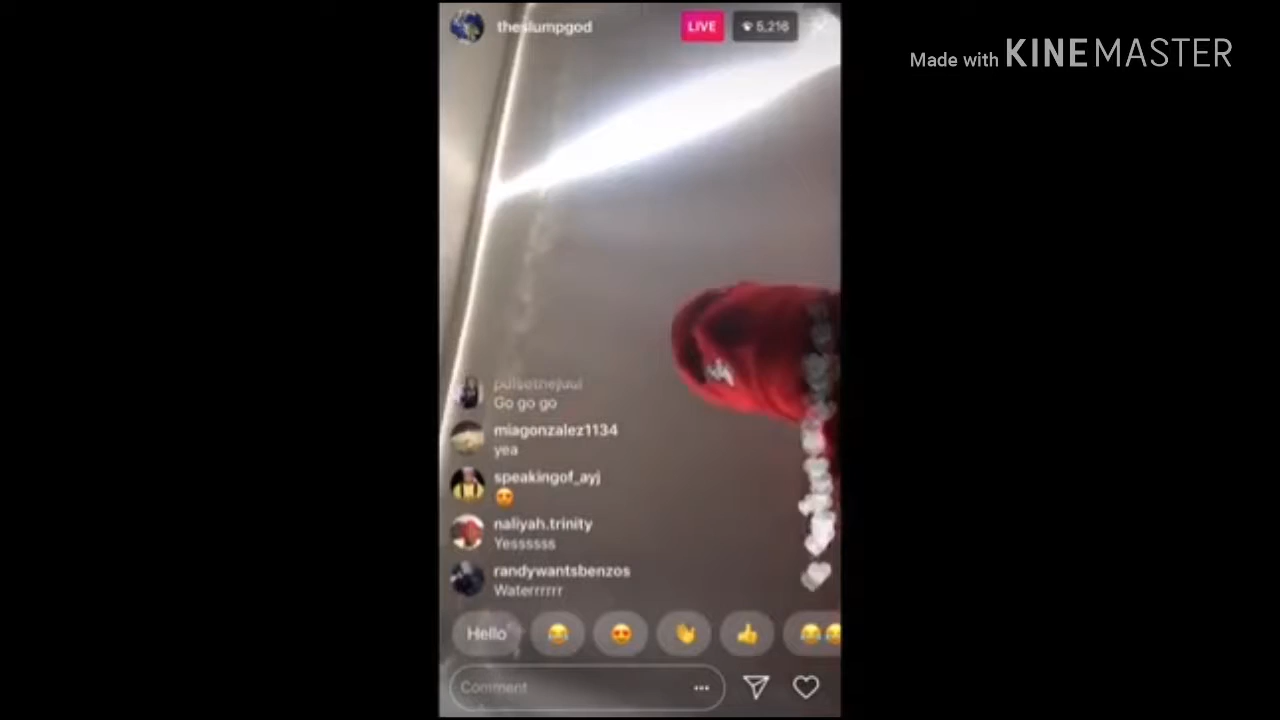 theslumpgod LIVE 5,216
Made with KINEMASTER
Go go go
miagonzalez1134
yea
speakingof_ayj
naliyah.trinity
Yessssss
randywantsbenzos
Waterrrrrr
Hello
Comment